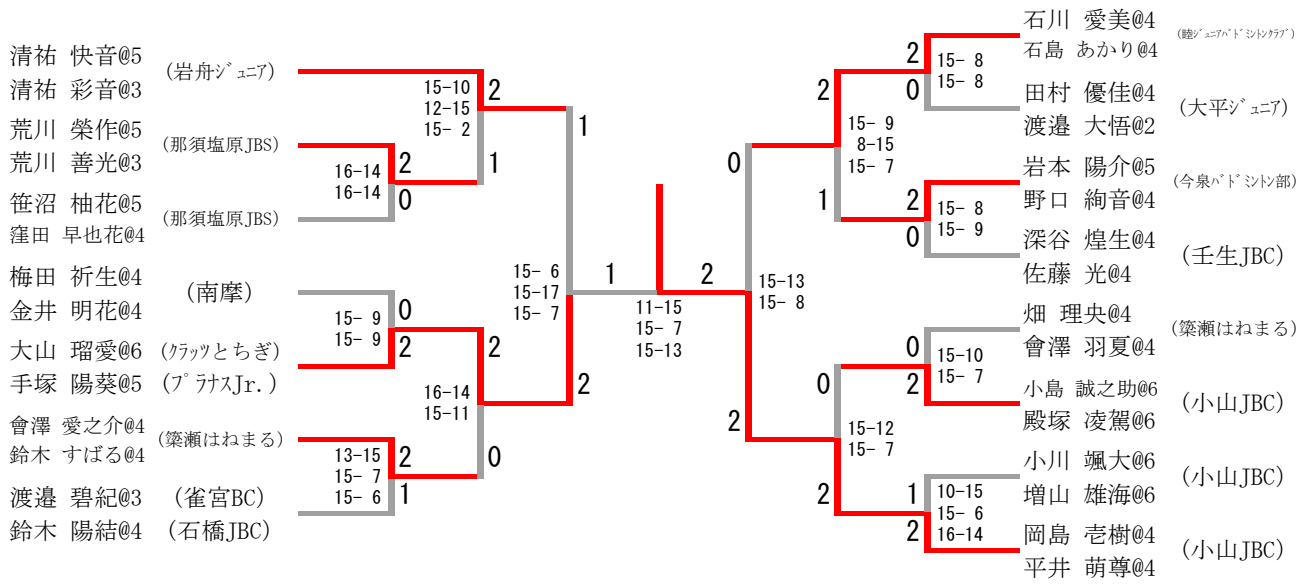 清祐 快音@5
清祐 彩音@3
(岩舟ジュニア)
荒川 榮作@5
荒川 善光@3
(那須塩原JBS)
笹沼 柚花@5
窪田 早也花@4
(那須塩原JBS)
梅田 祈生@4
金井 明花@4
(南摩)
大山 瑠愛@6 (クラッツとちぎ)
手塚 陽葵@5 (プラナスJr.)
會澤 愛之介@4
鈴木 すばる@4
(簗瀬はねまる)
渡邉 碧紀@3 (雀宮BC)
鈴木 陽結@4 (石橋JBC)
15-10
12-15
15- 2
2
1
16-14
16-14
2
0
15- 9
15- 9
0
2
16-14
15-11
2
0
13-15
15- 7
15- 6
2
1
15- 6
15-17
15- 7
1
2
1
2
11-15
15- 7
15-13
0
2
15-13
15- 8
2
1
15- 9
8-15
15- 7
2
0
15- 8
15- 8
2
0
15- 8
15- 9
0
2
15-12
15- 7
0
2
15-10
15- 7
1
2
10-15
15- 6
16-14
石川 愛美@4
石島 あかり@4
(睦ジュニアバドミントンクラブ)
田村 優佳@4
渡邉 大悟@2
(大平ジュニア)
岩本 陽介@5
野口 絢音@4
(今泉バドミントン部)
深谷 煌生@4
佐藤 光@4
(壬生JBC)
畑 理央@4
會澤 羽夏@4
(簗瀬はねまる)
小島 誠之助@6
殿塚 凌駕@6
(小山JBC)
小川 颯大@6
増山 雄海@6
(小山JBC)
岡島 壱樹@4
平井 萌尊@4
(小山JBC)